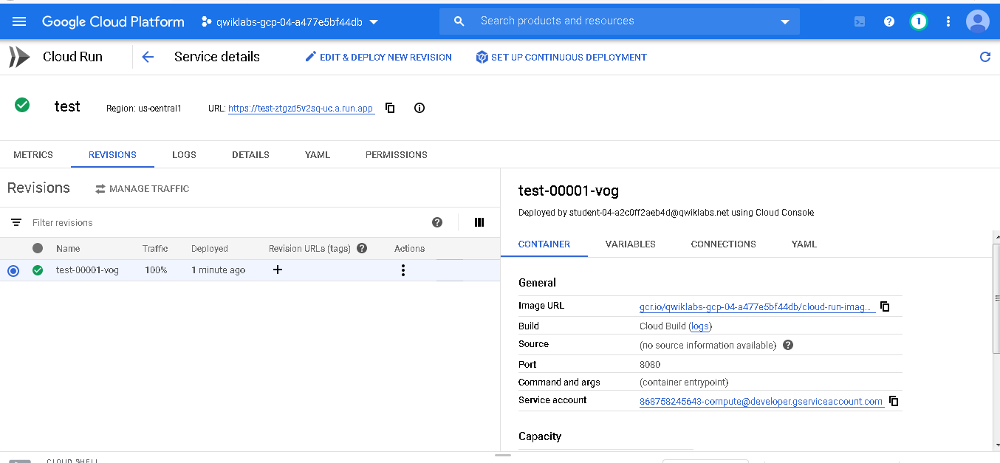 Google Cloud Platform qwiklabs-gcp-04-a477e5bf44db Search products and resources ? 1
Cloud Run Service details EDIT & DEPLOY NEW REVISION SET UP CONTINUOUS DEPLOYMENT
test Region: us-central1 URL: https://test-ztgzd5v2sq-uc.a.run.app
METRICS REVISIONS LOGS DETAILS YAML PERMISSIONS
Revisions MANAGE TRAFFIC
Filter revisions ?
Name Traffic Deployed Revision URLs (tags) ? Actions
test-00001-vog 100% 1 minute ago +
test-00001-vog
Deployed by student-04-a2c0ff2aeb4d@qwiklabs.net using Cloud Console
CONTAINER VARIABLES CONNECTIONS YAML
General
Image URL gcr.io/qwiklabs-gcp-04-a477e5bf44db/cloud-run-imag...
Build Cloud Build (logs)
Source (no source information available) ?
Port 8080
Command and args (container entrypoint)
Service account 868758245643-compute@developer.gserviceaccount.com
Capacity
CLOUD SHELL